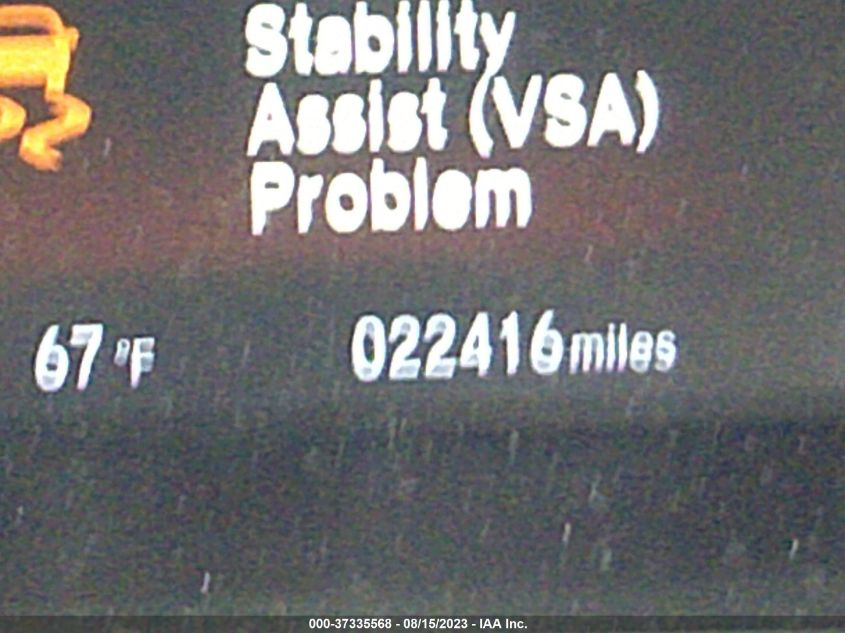 Stability
Assist (VSA)
Problem
67 °F 022416 miles
000-37335568 - 08/15/2023 - IAA Inc.